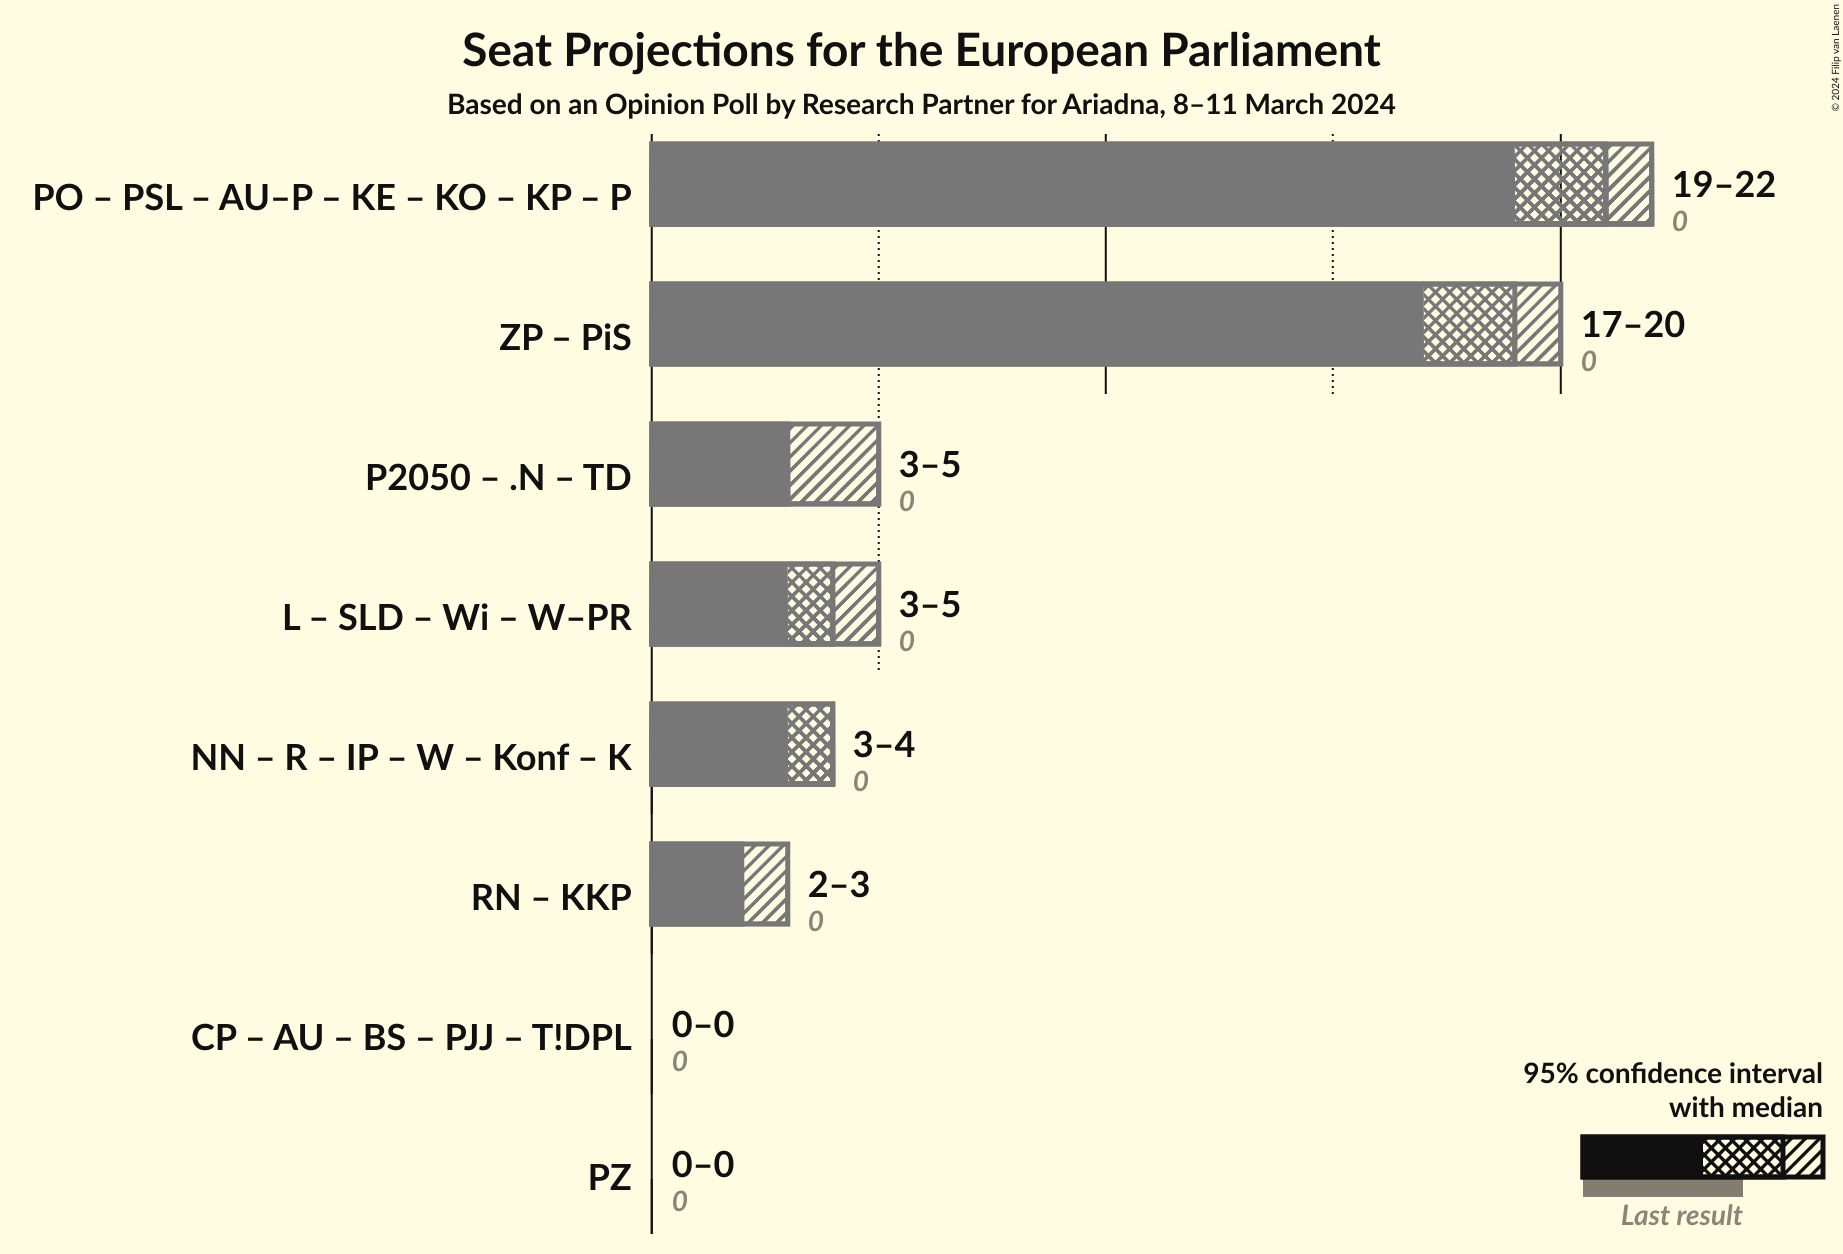 Seat Projections for the European Parliament
Based on an Opinion Poll by Research Partner for Ariadna, 8–11 March 2024
© 2024 Filip van Laenen
PO – PSL – AU–P – KE – KO – KP – P
19–22
0
ZP – PiS
17–20
0
P2050 – .N – TD
3–5
0
L – SLD – Wi – W–PR
3–5
0
NN – R – IP – W – Konf – K
3–4
0
RN – KKP
2–3
0
CP – AU – BS – PJJ – T!DPL
0–0
0
PZ
0–0
0
95% confidence interval
with median
Last result